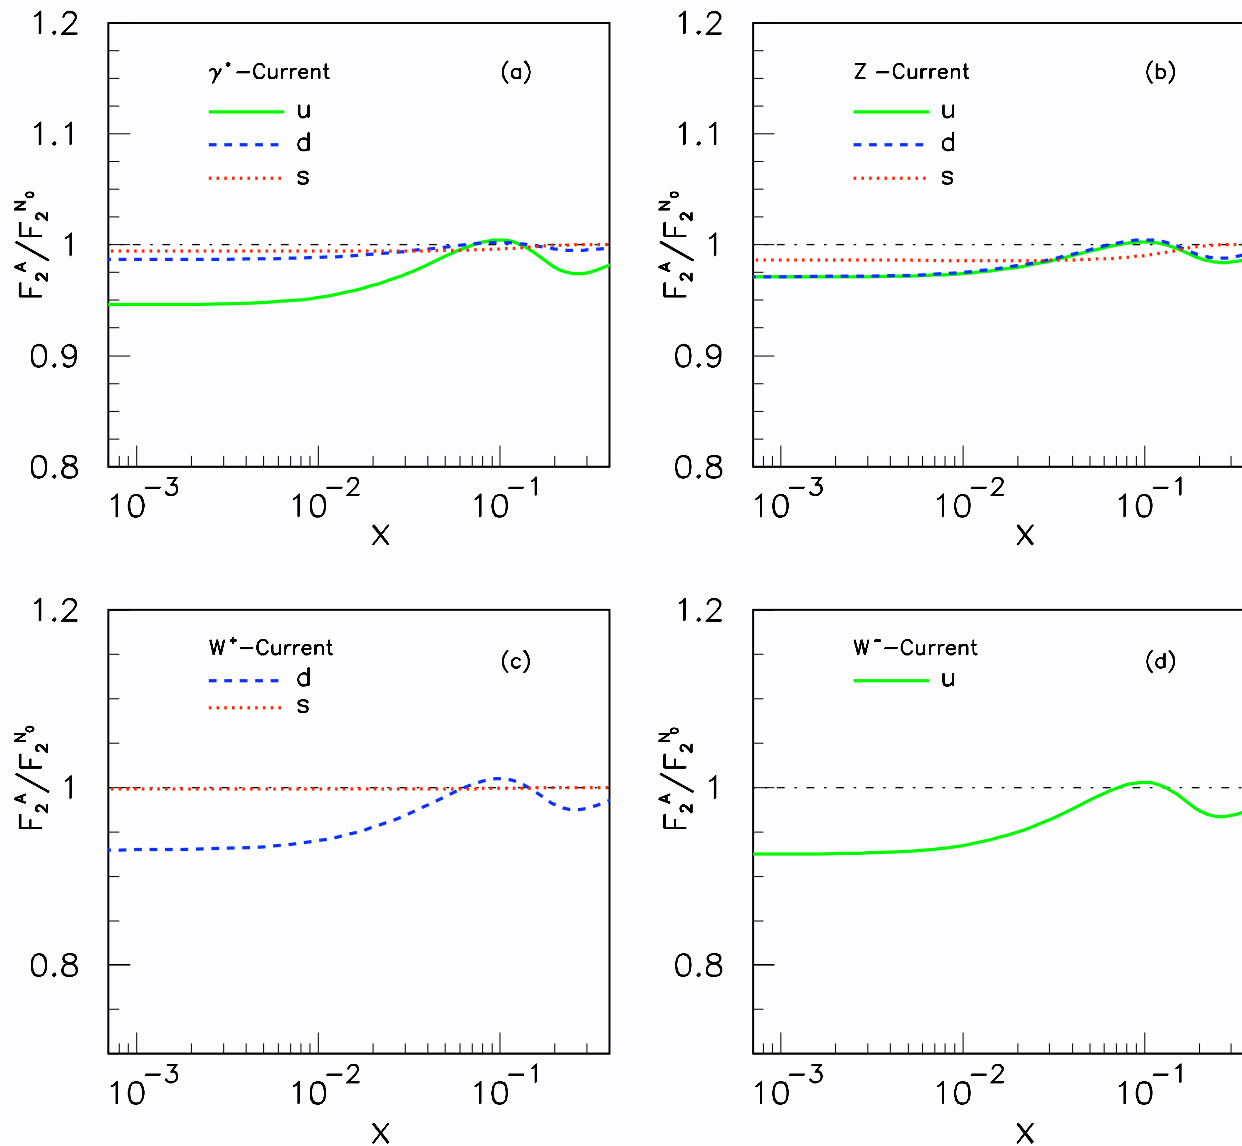 γ*-Current (a)
u
d
s
F₂ᴬ/F₂ᴺ⁰
1.2
1.1
1
0.9
0.8
10⁻³ 10⁻² 10⁻¹
X
Z -Current (b)
u
d
s
F₂ᴬ/F₂ᴺ⁰
1.2
1.1
1
0.9
0.8
10⁻³ 10⁻² 10⁻¹
X
W⁺-Current (c)
d
s
F₂ᴬ/F₂ᴺ⁰
1.2
1
0.8
10⁻³ 10⁻² 10⁻¹
X
W⁻-Current (d)
u
F₂ᴬ/F₂ᴺ⁰
1.2
1
0.8
10⁻³ 10⁻² 10⁻¹
X